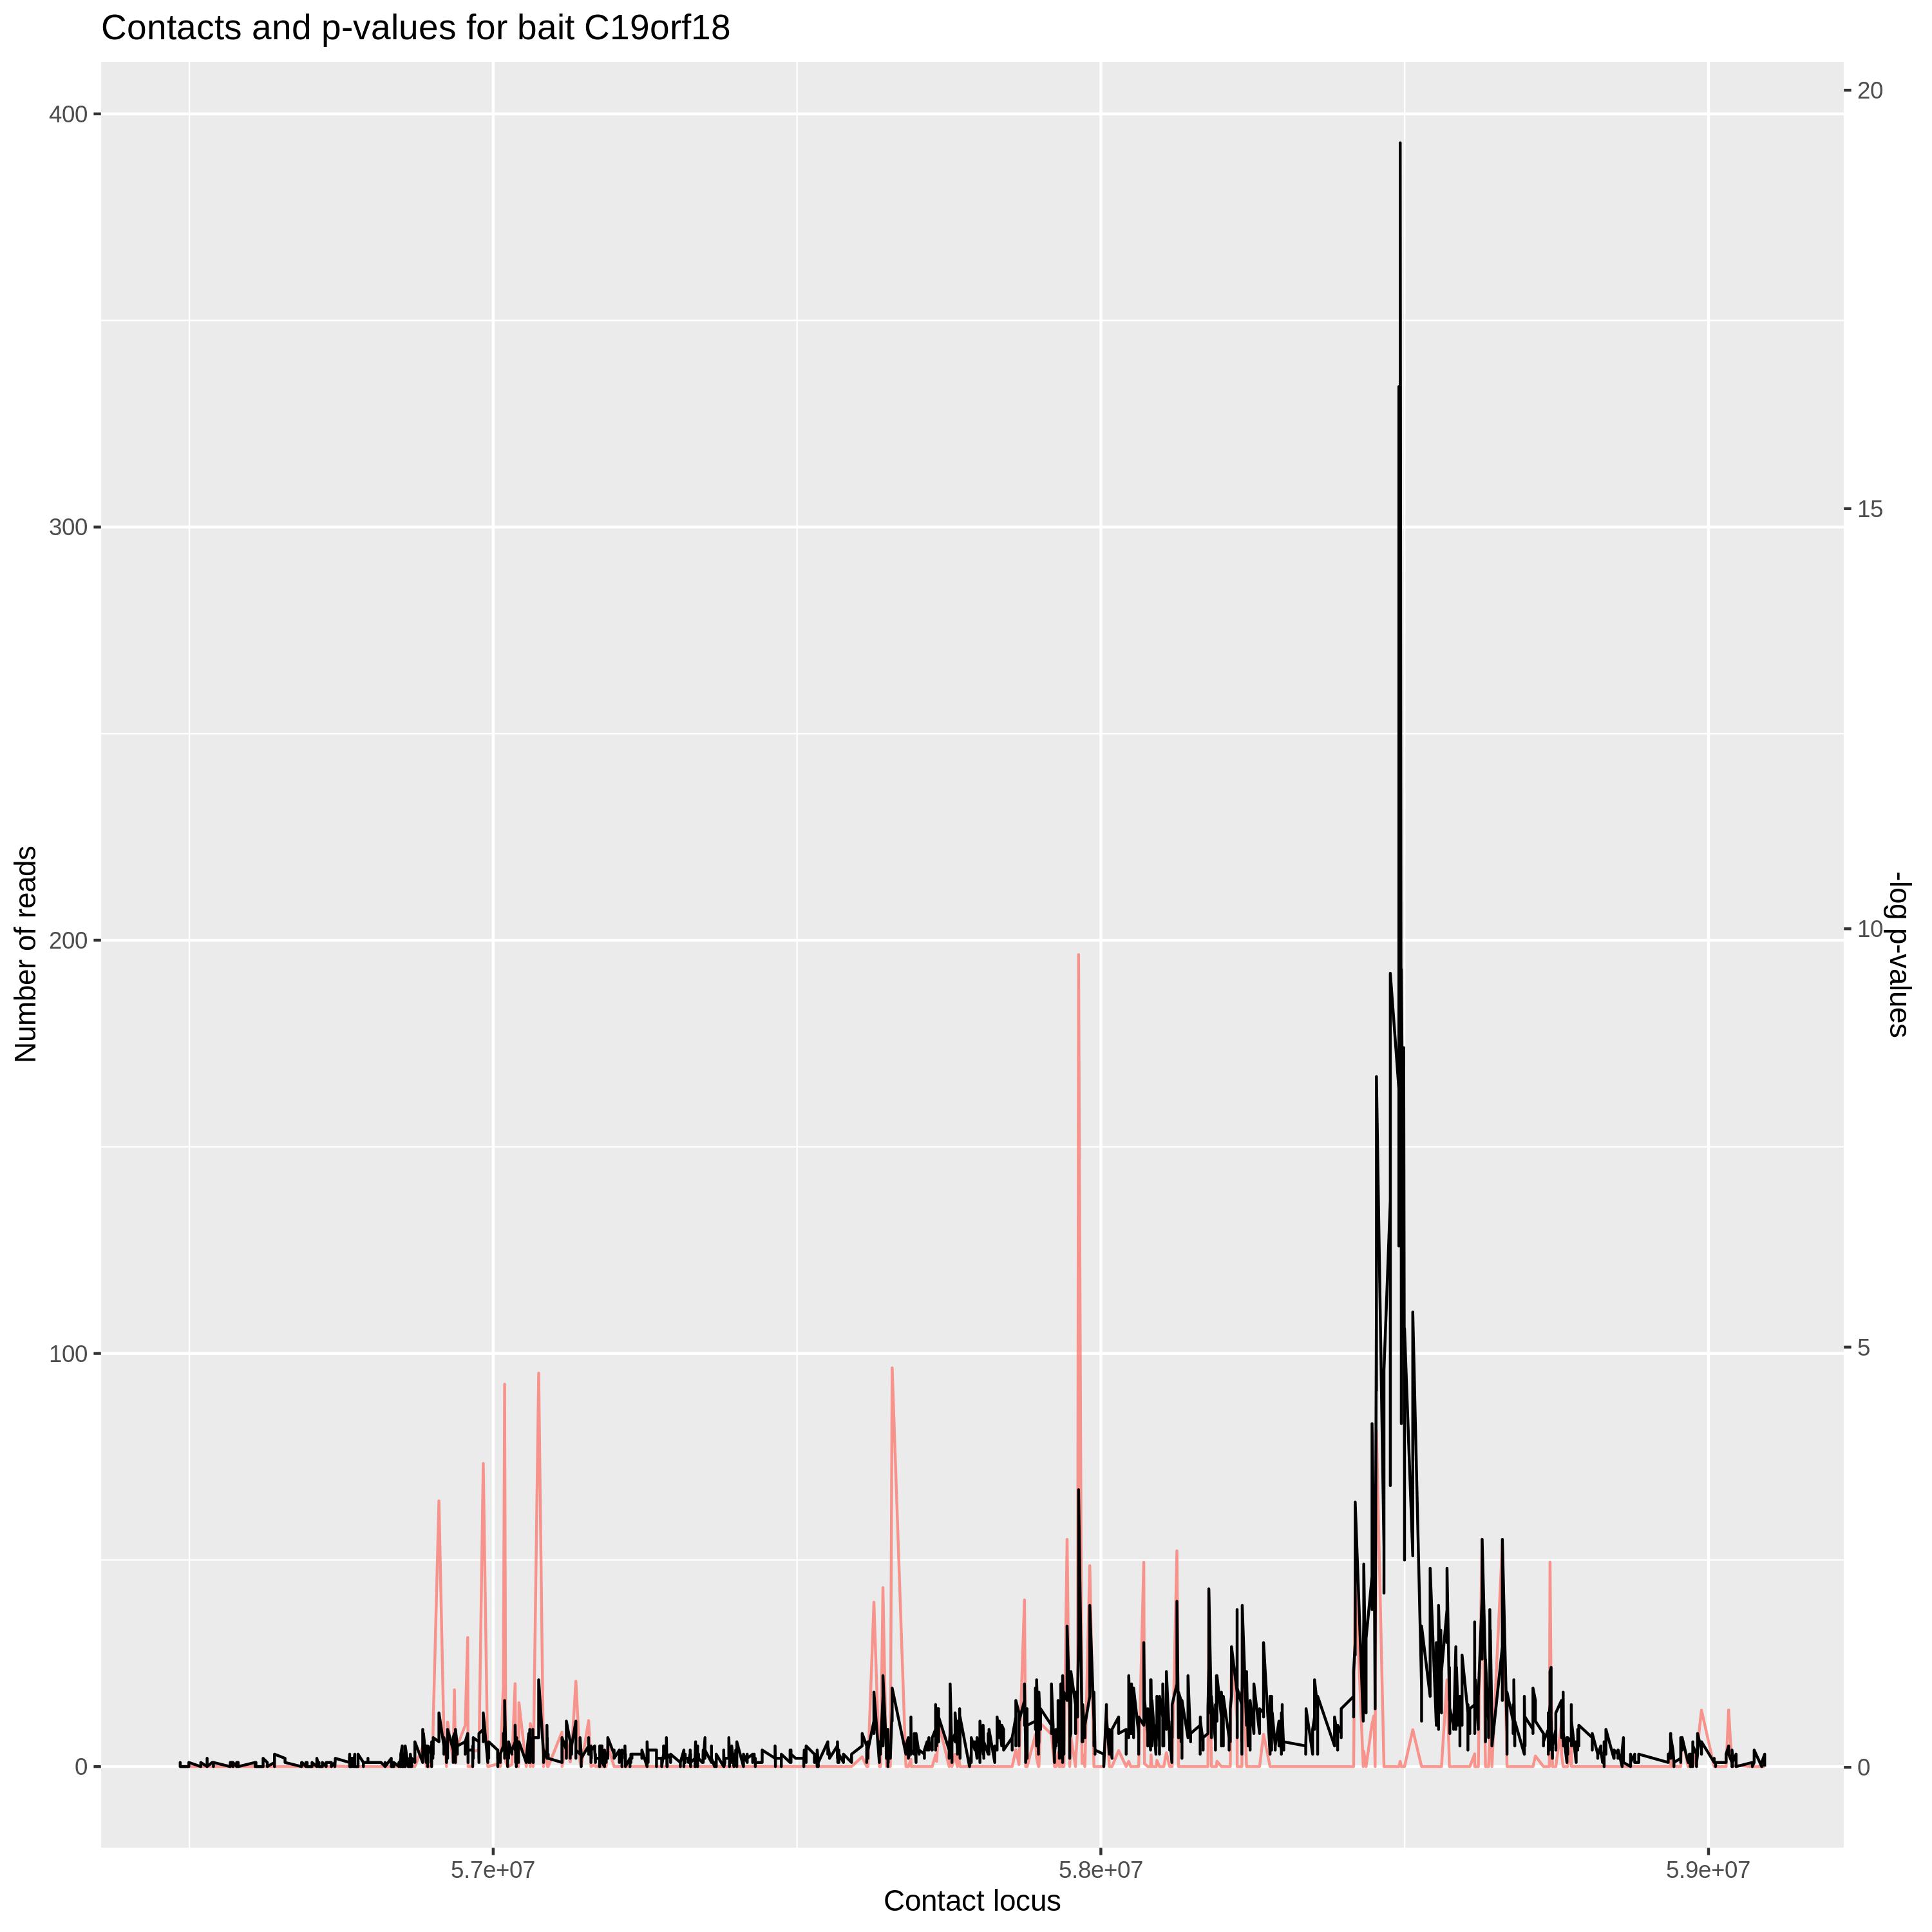 Contacts and p-values for bait C19orf18
400
300
200
100
0
20
15
10
5
0
Number of reads
-log p-values
5.7e+07
5.8e+07
5.9e+07
Contact locus